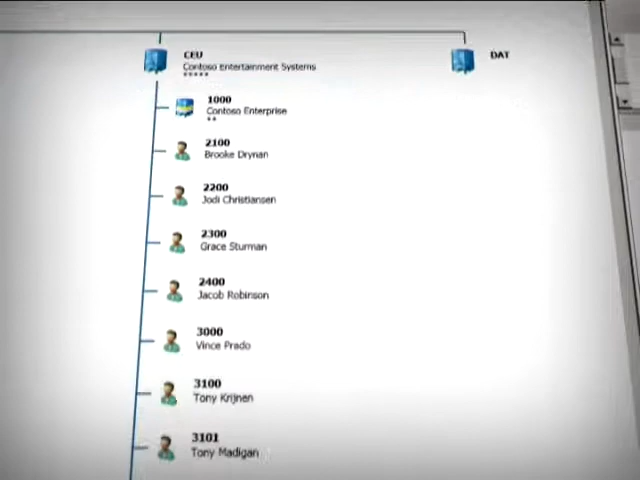 CEU
Contoso Entertainment Systems
*****
DAT
1000
Contoso Enterprise
**
2100
Brooke Drynan
2200
Jodi Christiansen
2300
Grace Sturman
2400
Jacob Robinson
3000
Vince Prado
3100
Tony Krijnen
3101
Tony Madigan